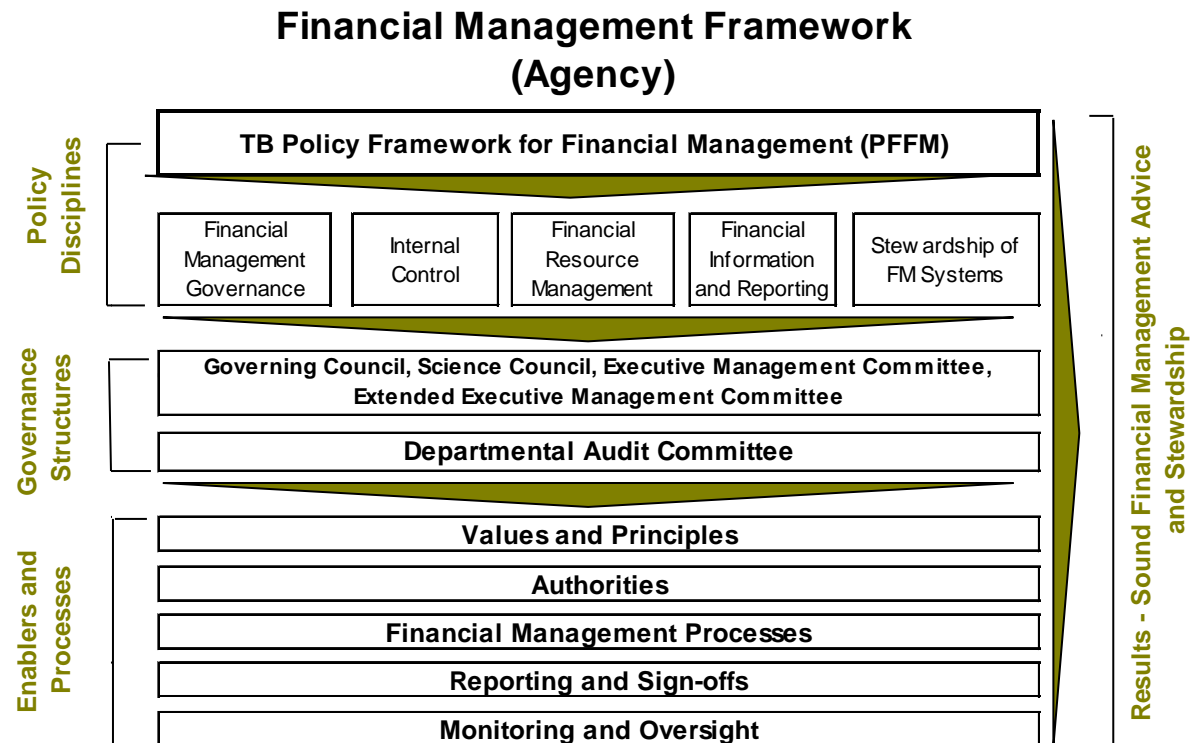 Financial Management Framework
(Agency)
TB Policy Framework for Financial Management (PFFM)
Policy
Disciplines
Financial
Management
Governance
Internal
Control
Financial
Resource
Management
Financial
Information
and Reporting
Stewardship of
FM Systems
Governance
Structures
Governing Council, Science Council, Executive Management Committee,
Extended Executive Management Committee
Departmental Audit Committee
Enablers and
Processes
Values and Principles
Authorities
Financial Management Processes
Reporting and Sign-offs
Monitoring and Oversight
Results - Sound Financial Management Advice
and Stewardship